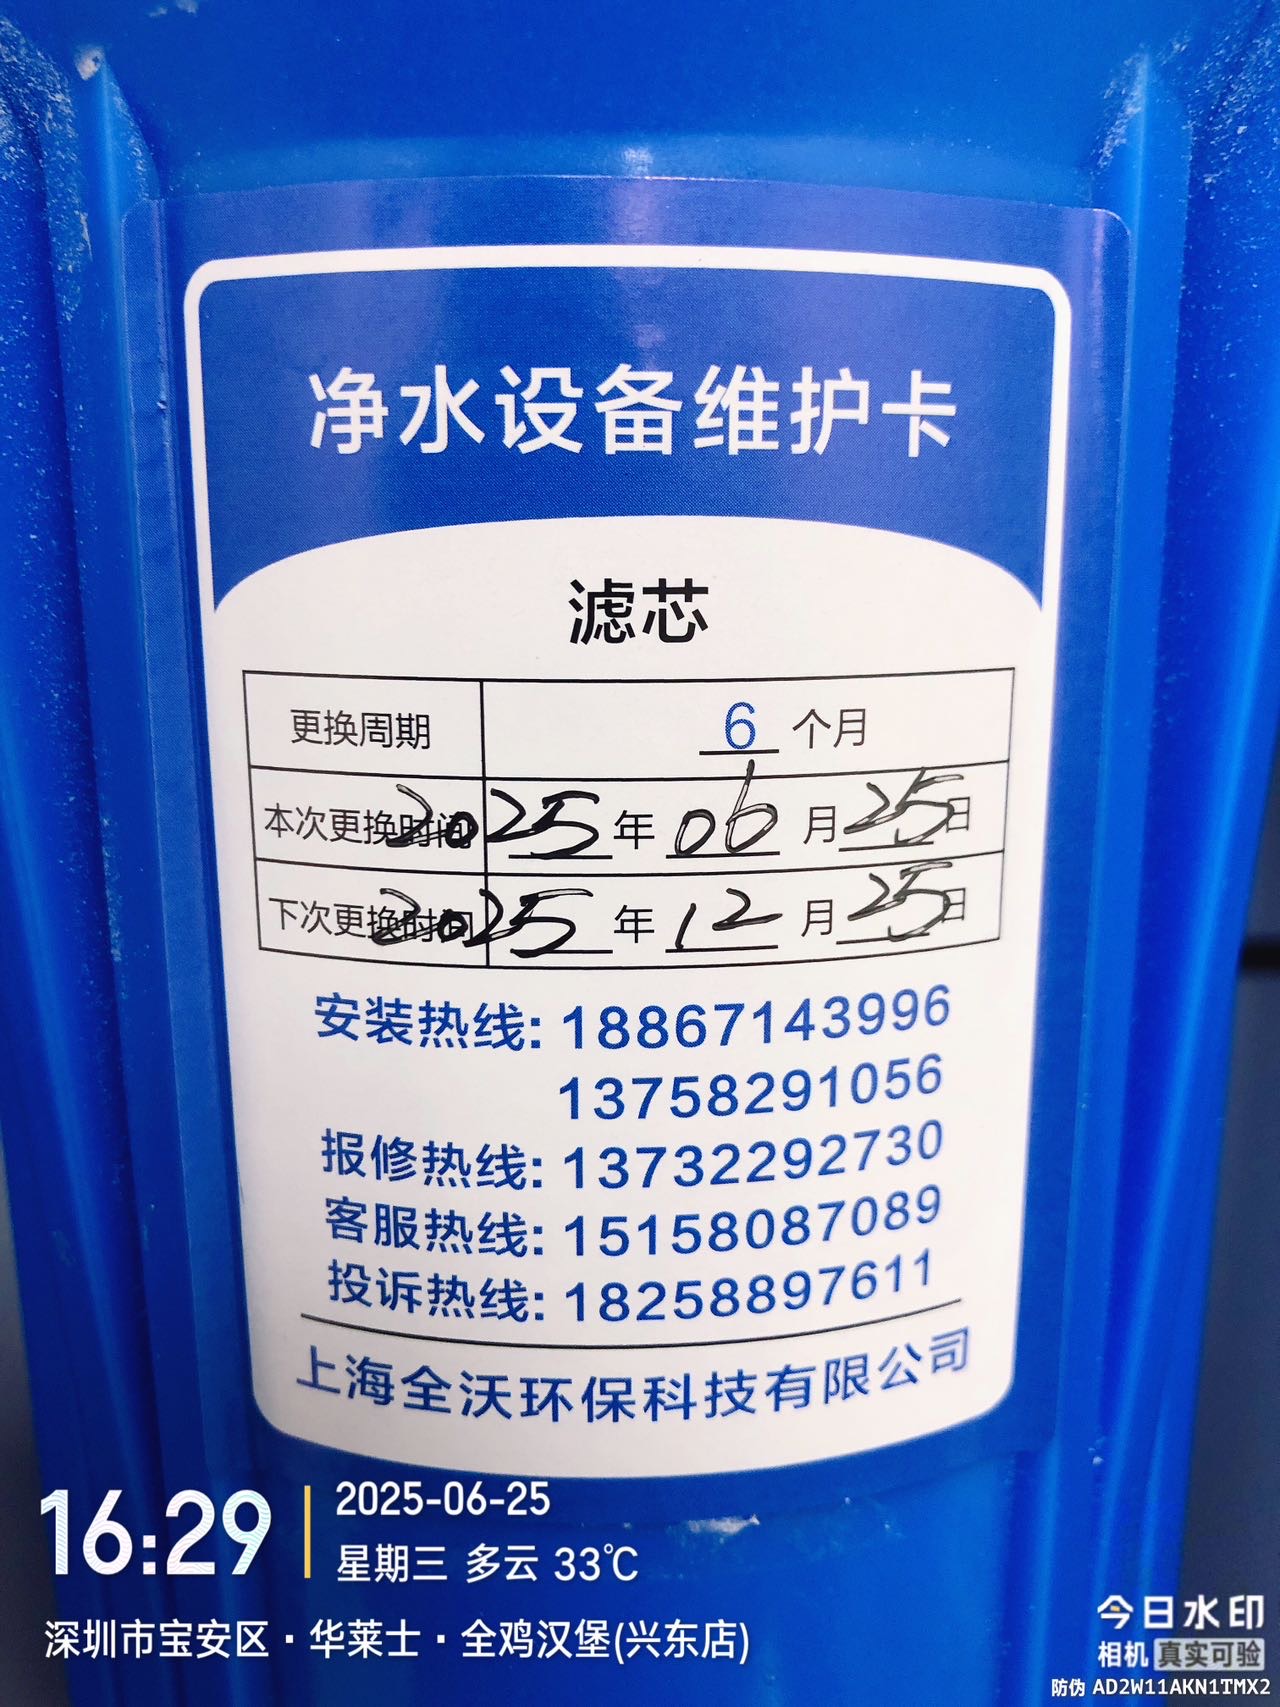 净水设备维护卡
滤芯
更换周期 6 个月
本次更换时间 2025 年 06 月 25 日
下次更换时间 2025 年 12 月 25 日
安装热线: 18867143996
13758291056
报修热线: 13732292730
客服热线: 15158087089
投诉热线: 18258897611
上海全沃环保科技有限公司
16:29
2025-06-25
星期三 多云 33℃
深圳市宝安区·华莱士·全鸡汉堡(兴东店)
今日水印
相机 真实可验
防伪 AD2W11AKN1TMX2